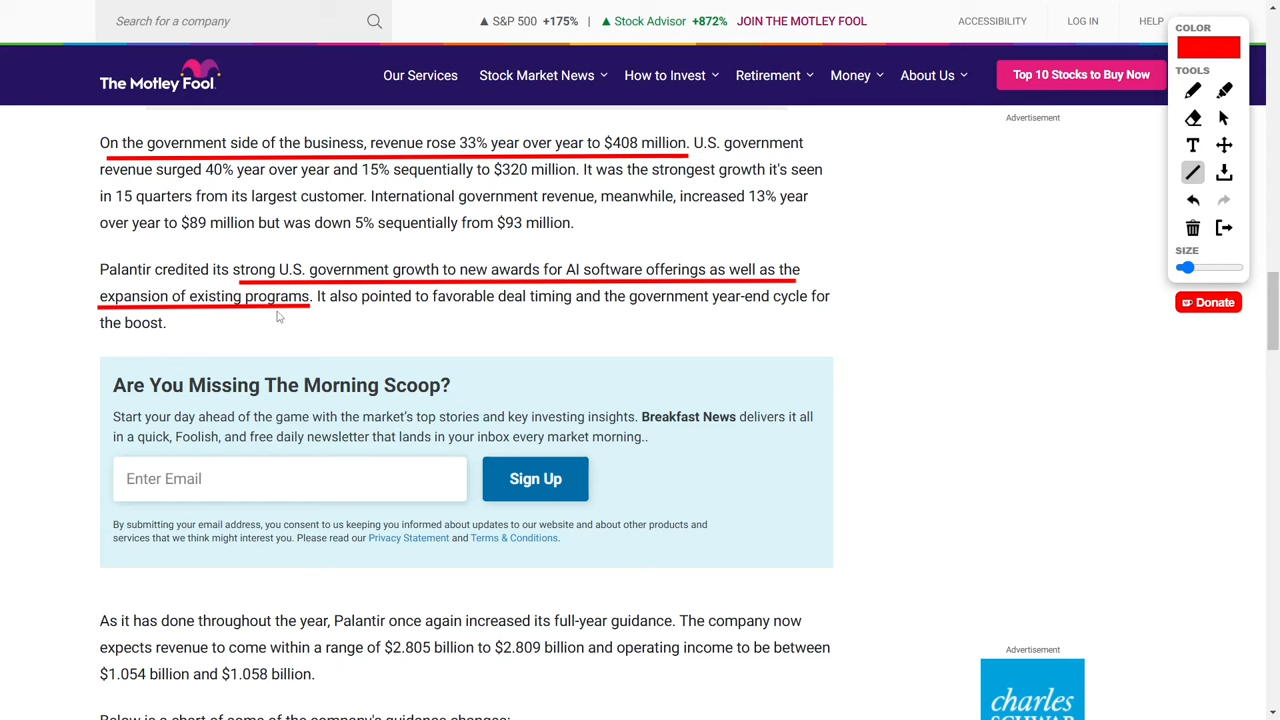 Search for a company
▲ S&P 500 +175% | ▲ Stock Advisor +872% JOIN THE MOTLEY FOOL
ACCESSIBILITY LOG IN HELP
The Motley Fool
Our Services Stock Market News How to Invest Retirement Money About Us
Top 10 Stocks to Buy Now
COLOR
TOOLS
T
SIZE
Donate
Advertisement
On the government side of the business, revenue rose 33% year over year to $408 million. U.S. government
revenue surged 40% year over year and 15% sequentially to $320 million. It was the strongest growth it's seen
in 15 quarters from its largest customer. International government revenue, meanwhile, increased 13% year
over year to $89 million but was down 5% sequentially from $93 million.
Palantir credited its strong U.S. government growth to new awards for AI software offerings as well as the
expansion of existing programs. It also pointed to favorable deal timing and the government year-end cycle for
the boost.
Are You Missing The Morning Scoop?
Start your day ahead of the game with the market's top stories and key investing insights. Breakfast News delivers it all
in a quick, Foolish, and free daily newsletter that lands in your inbox every market morning..
Enter Email
Sign Up
By submitting your email address, you consent to us keeping you informed about updates to our website and about other products and
services that we think might interest you. Please read our Privacy Statement and Terms & Conditions.
As it has done throughout the year, Palantir once again increased its full-year guidance. The company now
expects revenue to come within a range of $2.805 billion to $2.809 billion and operating income to be between
$1.054 billion and $1.058 billion.
Below is a chart of some of the company's guidance changes:
Advertisement
charles
SCHWAB